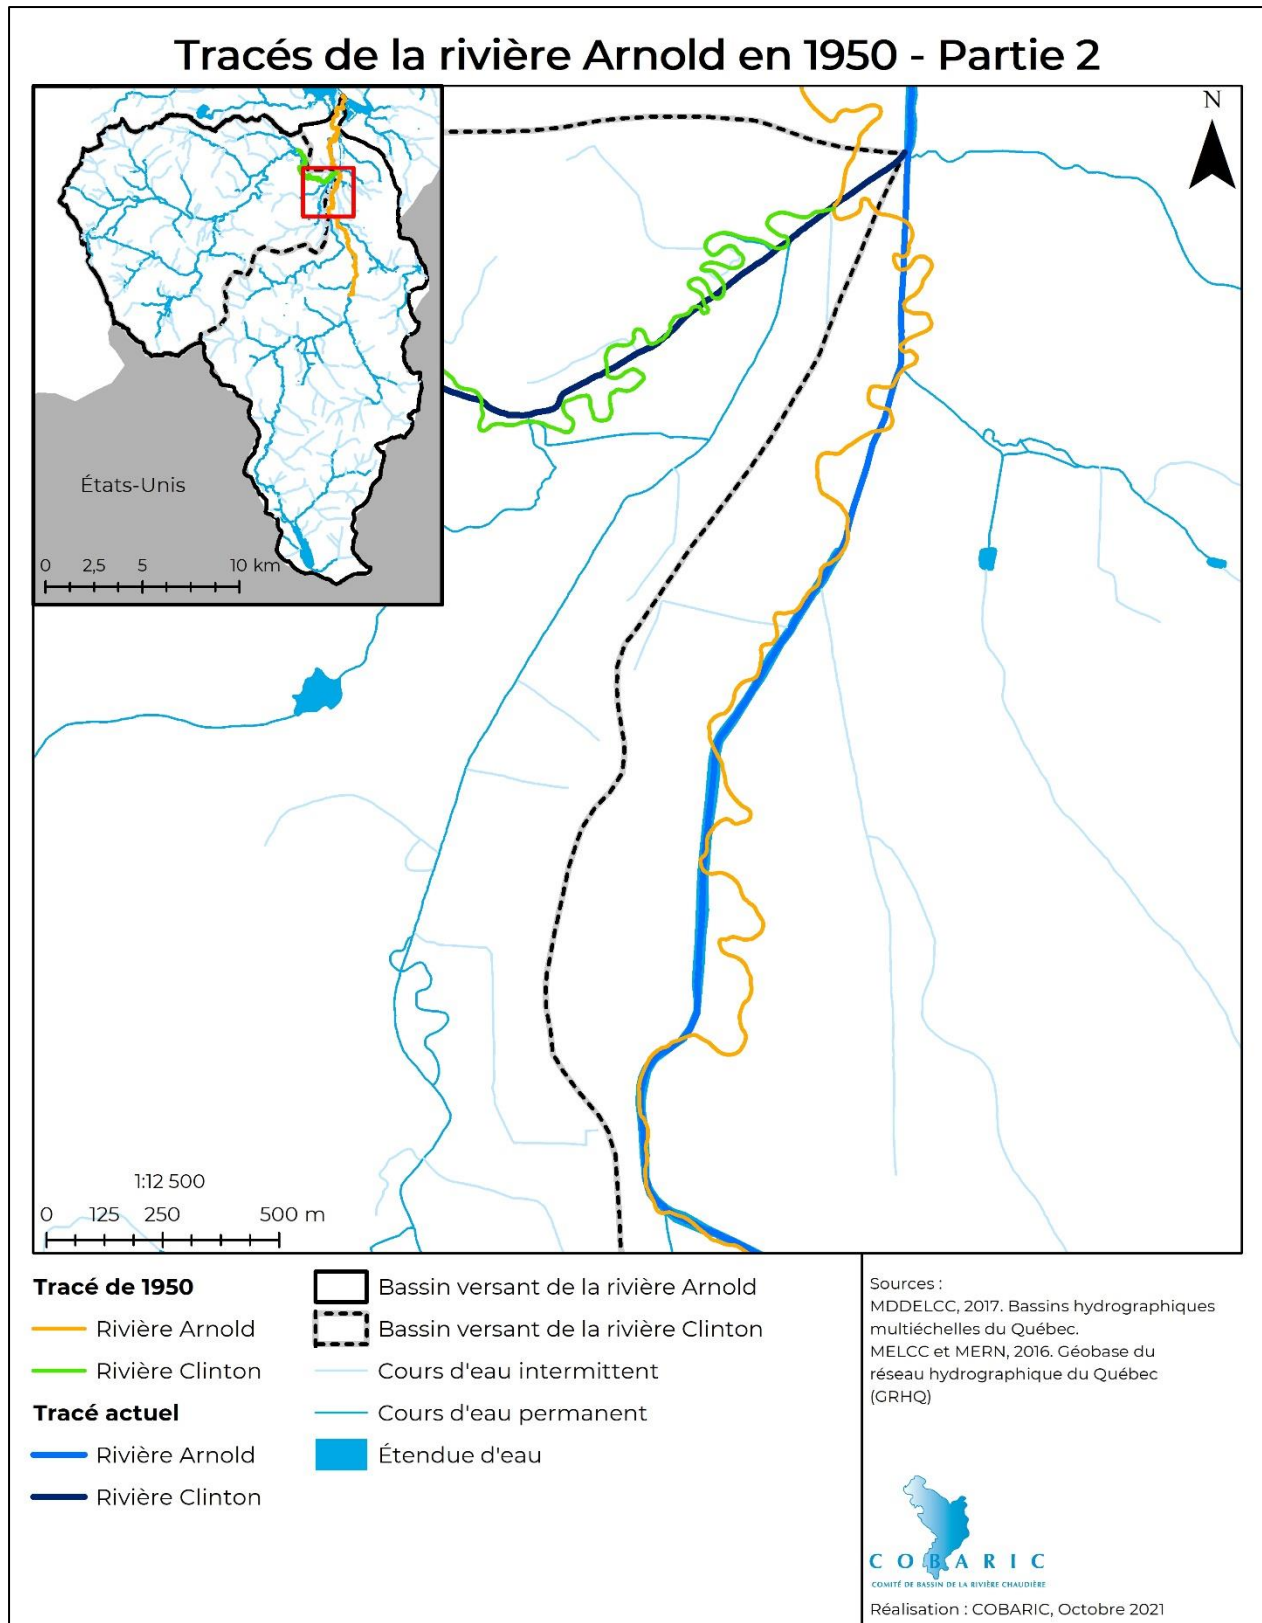 Tracés de la rivière Arnold en 1950 - Partie 2
N
États-Unis
0 2,5 5 10 km
1:12 500
0 125 250 500 m
Tracé de 1950
Rivière Arnold
Rivière Clinton
Tracé actuel
Rivière Arnold
Rivière Clinton
Bassin versant de la rivière Arnold
Bassin versant de la rivière Clinton
Cours d'eau intermittent
Cours d'eau permanent
Étendue d'eau
Sources :
MDDELCC, 2017. Bassins hydrographiques
multiéchelles du Québec.
MELCC et MERN, 2016. Géobase du
réseau hydrographique du Québec
(GRHQ)
COBARIC
COMITÉ DE BASSIN DE LA RIVIÈRE CHAUDIÈRE
Réalisation : COBARIC, Octobre 2021